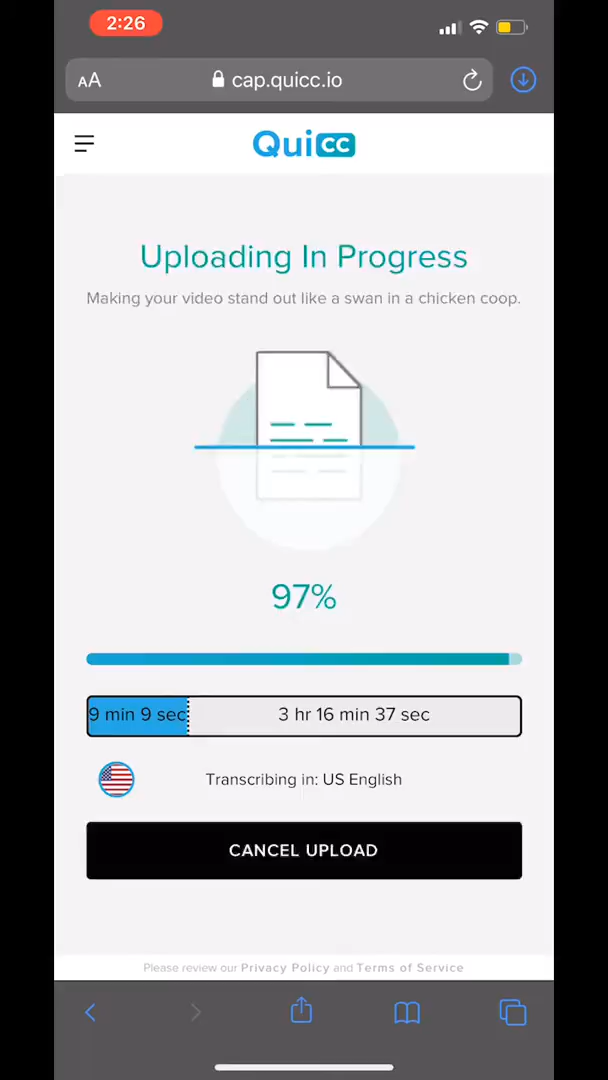 2:26
AA cap.quicc.io
Quicc
Uploading In Progress
Making your video stand out like a swan in a chicken coop.
97%
9 min 9 sec 3 hr 16 min 37 sec
Transcribing in: US English
CANCEL UPLOAD
Please review our Privacy Policy and Terms of Service